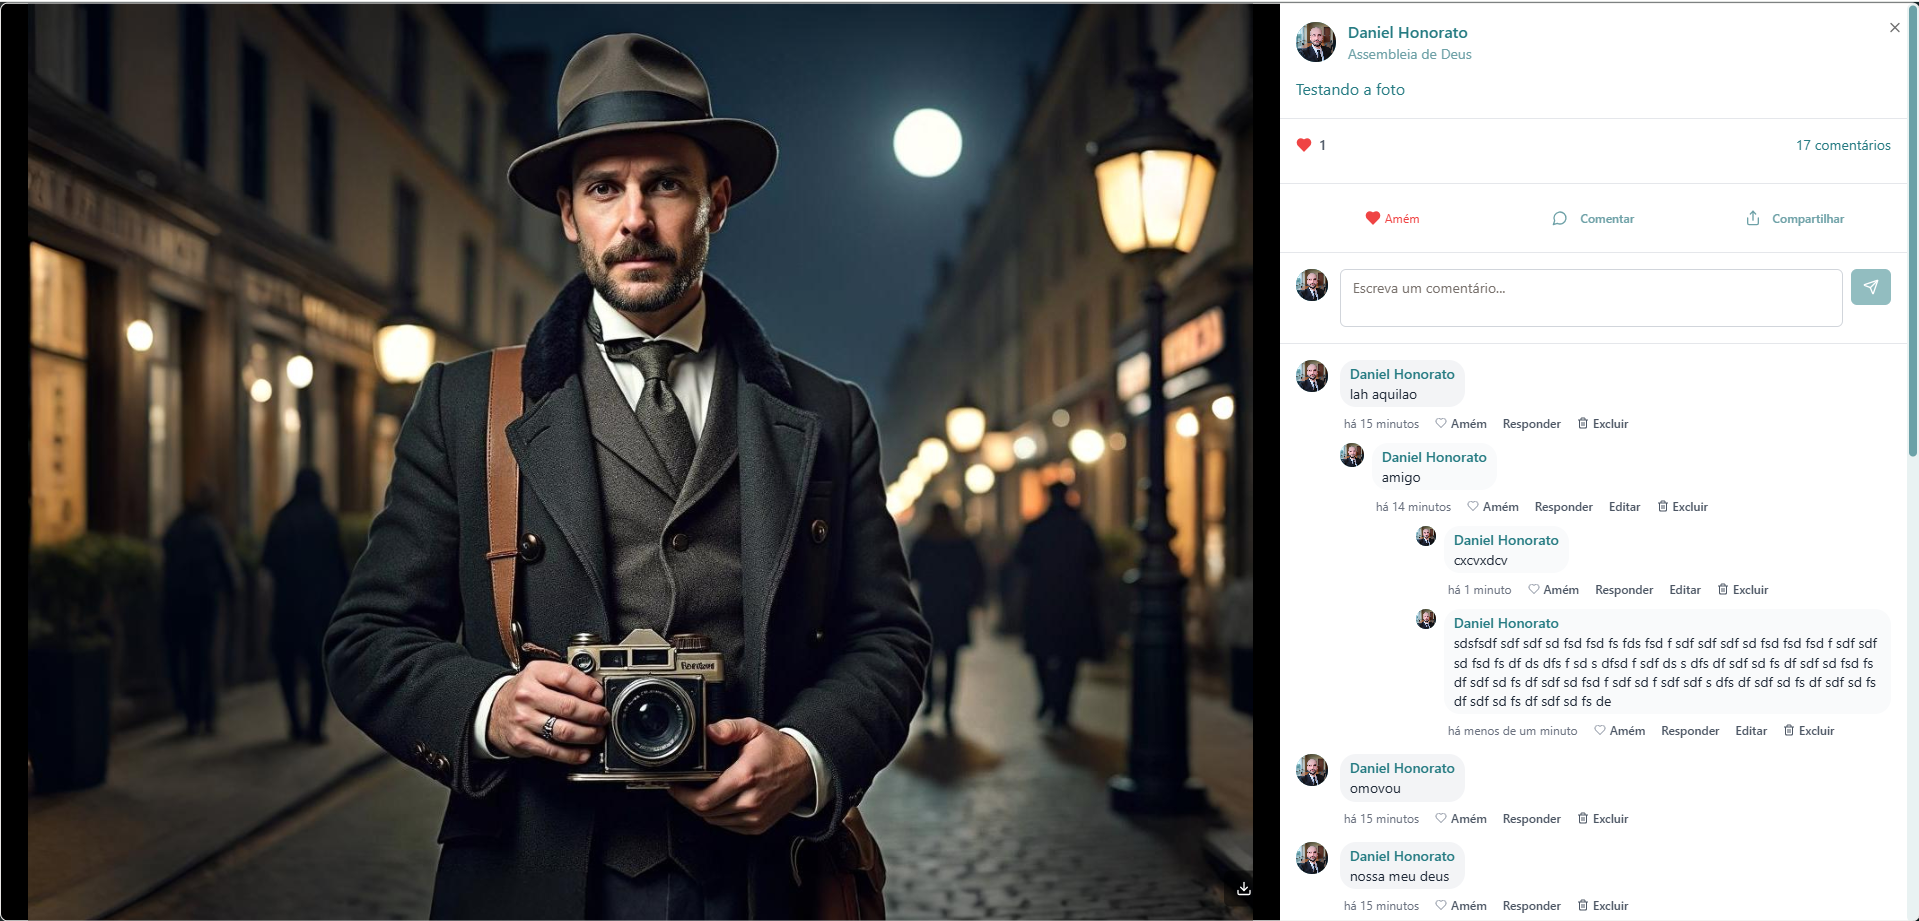 Daniel Honorato
Assembleia de Deus
Testando a foto
1
17 comentários
Amém
Comentar
Compartilhar
Escreva um comentário...
Daniel Honorato
lah aquilao
há 15 minutos Amém Responder Excluir
Daniel Honorato
amigo
há 14 minutos Amém Responder Editar Excluir
Daniel Honorato
cxcvxdcv
há 1 minuto Amém Responder Editar Excluir
Daniel Honorato
sdsfsdf sdf sdf sd fsd fsd fs fds fsd f sdf sdf sdf sd fsd fsd fsd f sdf sdf
sd fsd fs df ds dfs f sd s dfsd f sdf ds s dfs df sdf sd fs df sdf sd fsd fs
df sdf sd fs df sdf sd fsd f sdf sd f sdf sdf s dfs df sdf sd fs df sdf sd fs
df sdf sd fs df sdf sd fs de
há menos de um minuto Amém Responder Editar Excluir
Daniel Honorato
omovou
há 15 minutos Amém Responder Excluir
Daniel Honorato
nossa meu deus
há 15 minutos Amém Responder Excluir